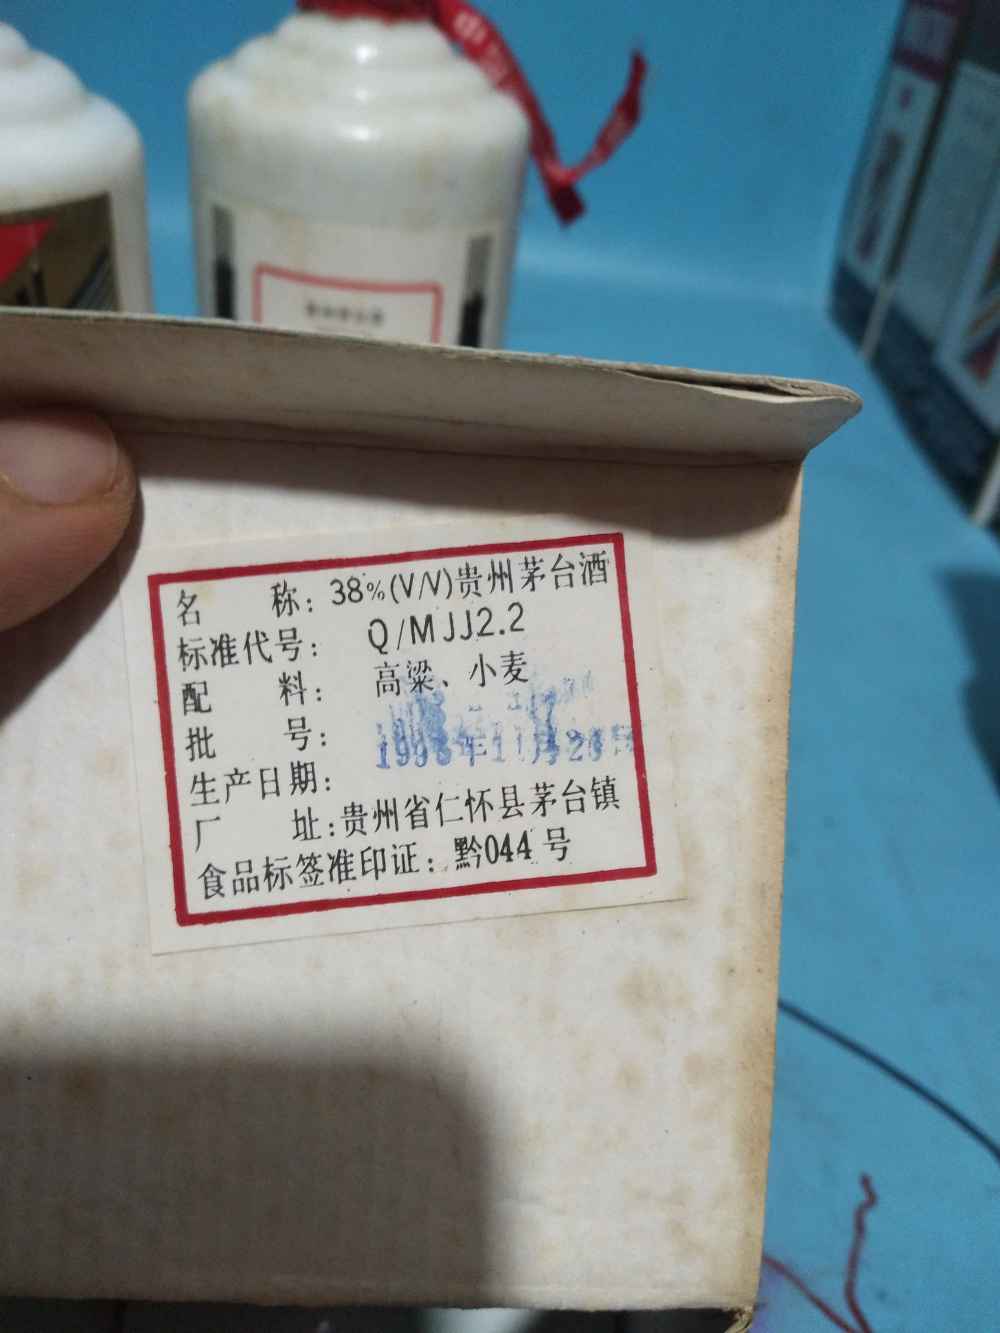 名　　称：38%(V/V)贵州茅台酒
标准代号：Q/MJJ2.2
配　　料：高粱、小麦
批　　号：
生产日期：
厂　　址：贵州省仁怀县茅台镇
食品标签准印证：黔044号